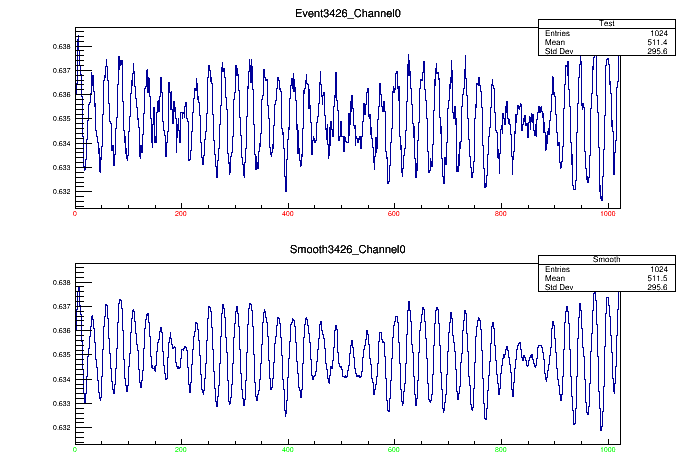 Event3426_Channel0
Test
Entries 1024
Mean 511.4
Std Dev 295.6
0.638
0.637
0.636
0.635
0.634
0.633
0.632
0 200 400 600 800 1000
Smooth3426_Channel0
Smooth
Entries 1024
Mean 511.5
Std Dev 295.6
0.638
0.637
0.636
0.635
0.634
0.633
0.632
0 200 400 600 800 1000